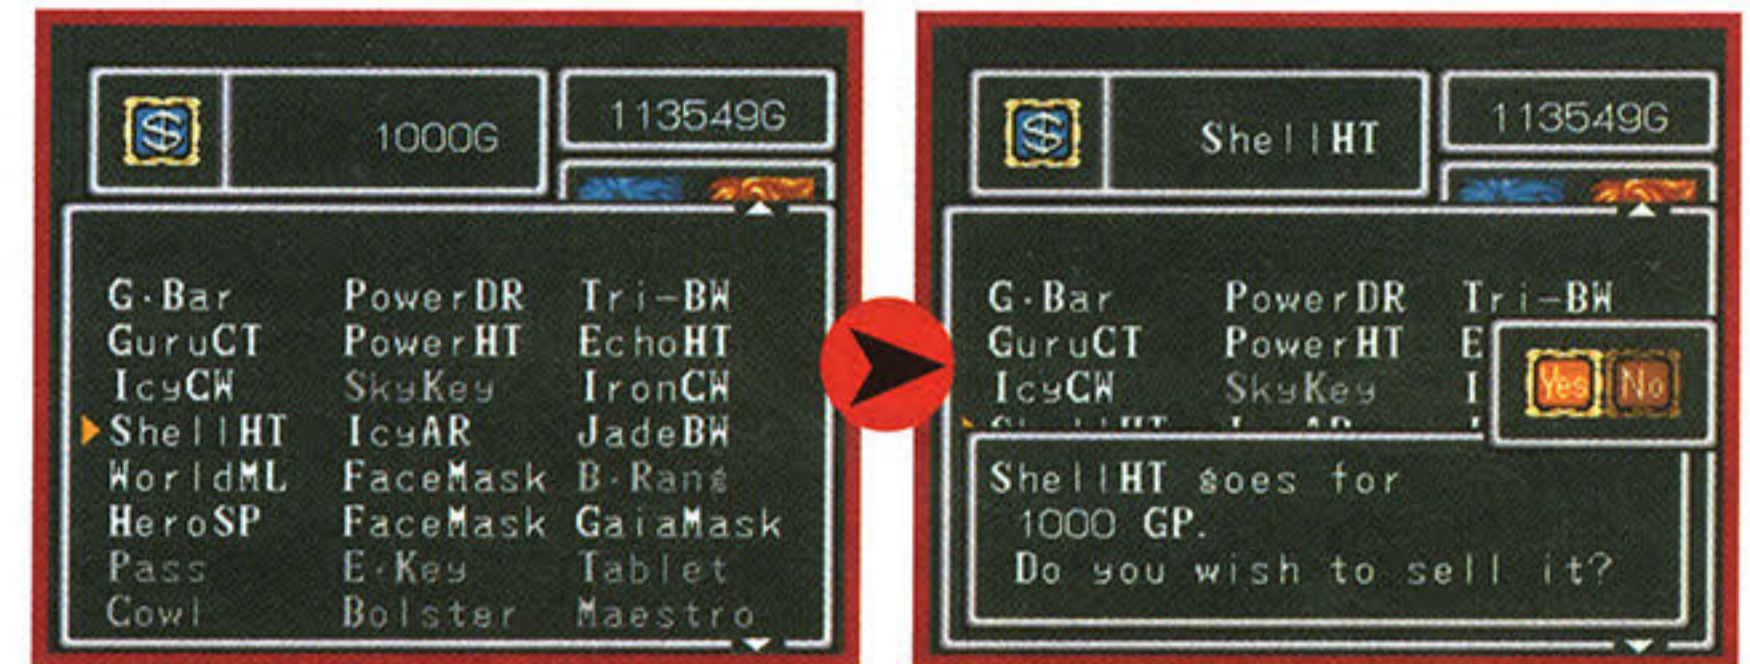 $ 1000G 113549G
G·Bar PowerDR Tri-BW
GuruCT PowerHT EchoHT
IcyCW SkyKey IronCW
ShellHT IcyAR JadeBW
WorldML FaceMask B·Rang
HeroSP FaceMask GaiaMask
Pass E·Key Tablet
Cowl Bolster Maestro
$ ShellHT 113549G
G·Bar PowerDR Tri-BW
GuruCT PowerHT E
IcyCW SkyKey I
Yes No
ShellHT goes for
1000 GP.
Do you wish to sell it?